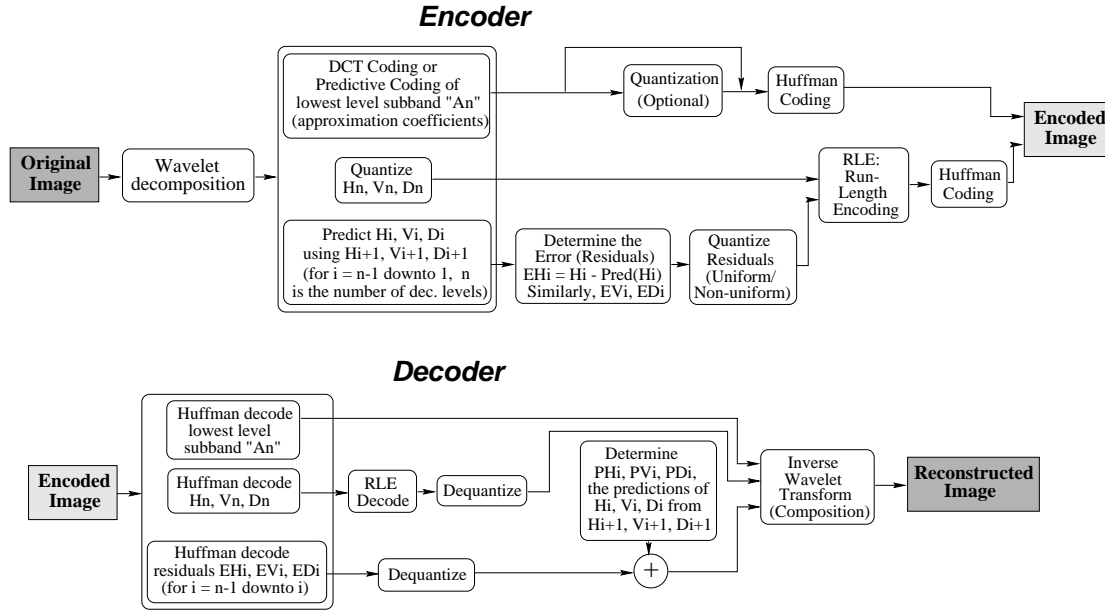 Encoder
DCT Coding or
Predictive Coding of
lowest level subband "An"
(approximation coefficients)
Quantization
(Optional)
Huffman
Coding
Encoded
Image
Original
Image
Wavelet
decomposition
Quantize
Hn, Vn, Dn
RLE:
Run-
Length
Encoding
Huffman
Coding
Predict Hi, Vi, Di
using Hi+1, Vi+1, Di+1
(for i = n-1 downto 1, n
is the number of dec. levels)
Determine the
Error (Residuals)
EHi = Hi - Pred(Hi)
Similarly, EVi, EDi
Quantize
Residuals
(Uniform/
Non-uniform)
Decoder
Encoded
Image
Huffman decode
lowest level
subband "An"
Huffman decode
Hn, Vn, Dn
RLE
Decode
Dequantize
Huffman decode
residuals EHi, EVi, EDi
(for i = n-1 downto i)
Dequantize
Determine
PHi, PVi, PDi,
the predictions of
Hi, Vi, Di from
Hi+1, Vi+1, Di+1
+
Inverse
Wavelet
Transform
(Composition)
Reconstructed
Image